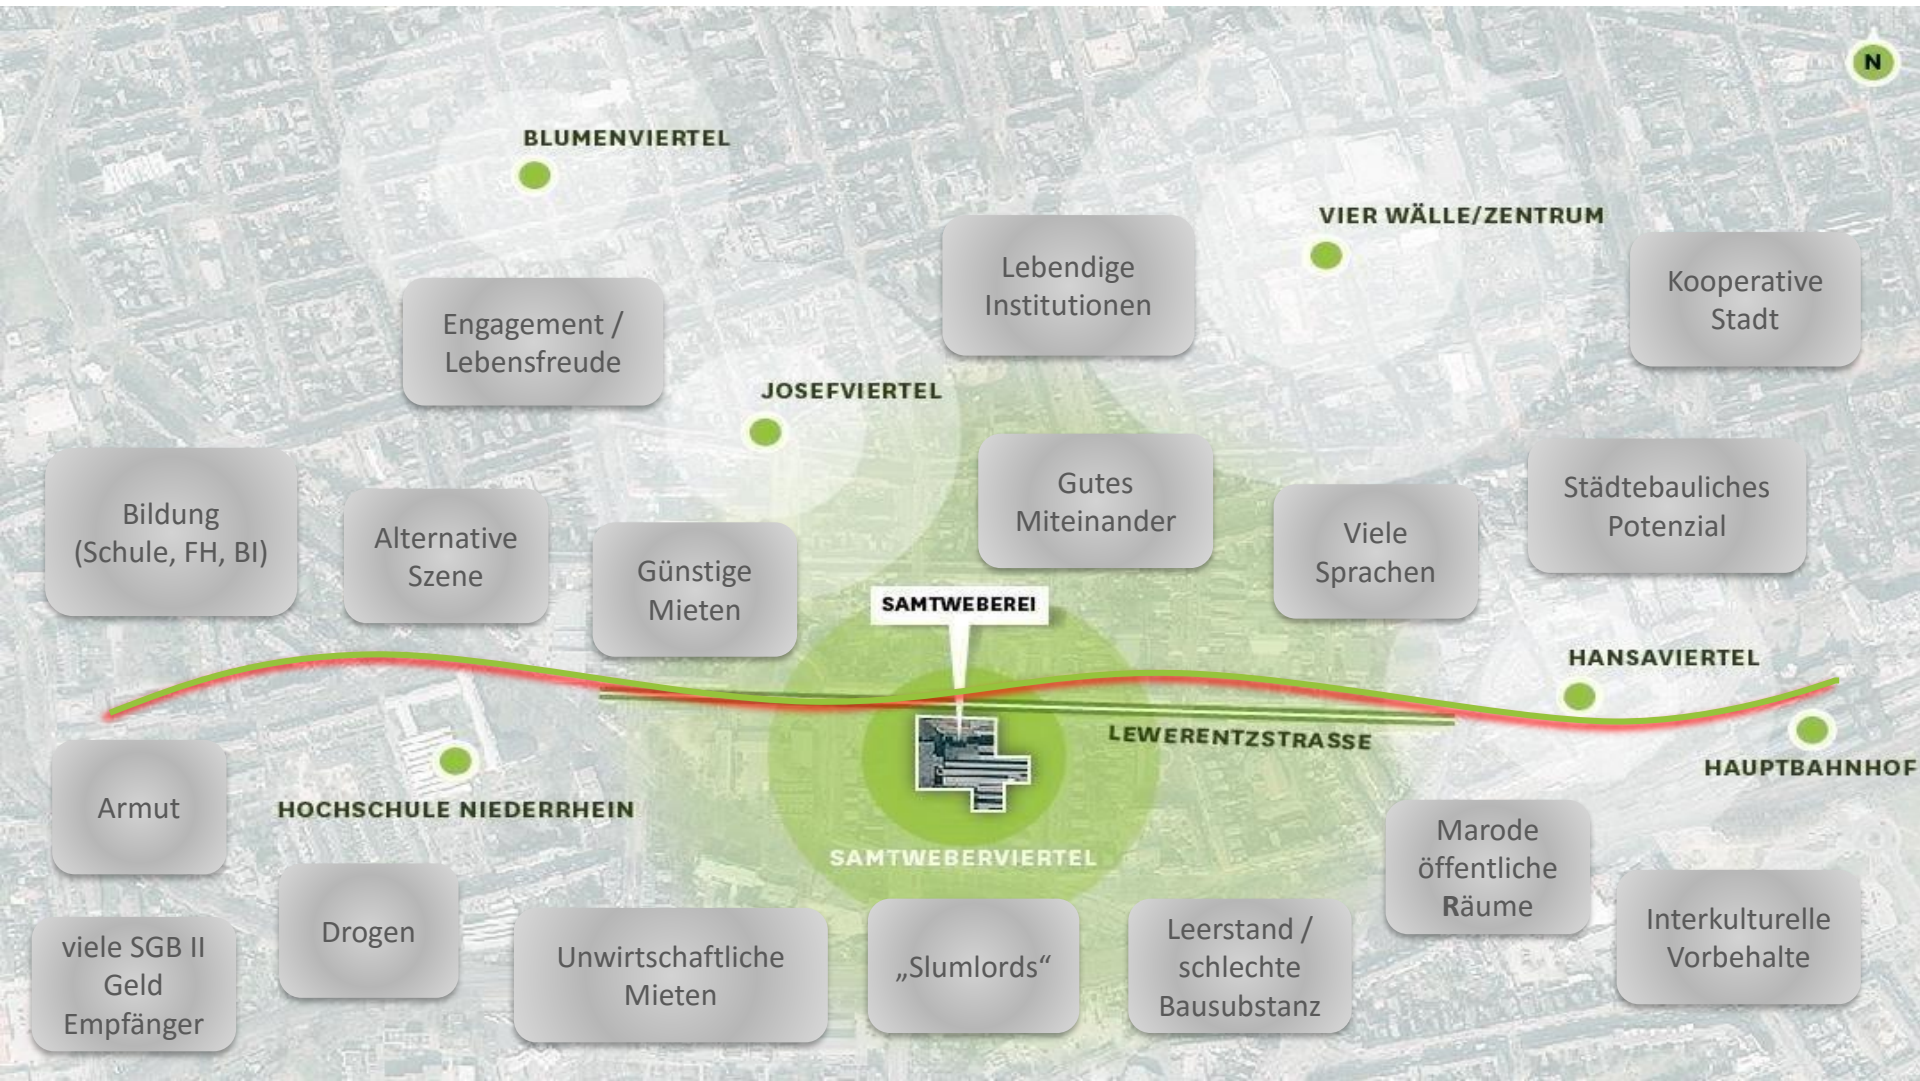 N
BLUMENVIERTEL
VIER WÄLLE/ZENTRUM
Lebendige
Institutionen
Kooperative
Stadt
Engagement /
Lebensfreude
JOSEFVIERTEL
Bildung
(Schule, FH, BI)
Alternative
Szene
Günstige
Mieten
Gutes
Miteinander
Viele
Sprachen
Städtebauliches
Potenzial
SAMTWEBEREI
HANSAVIERTEL
LEWERENTZSTRASSE
HAUPTBAHNHOF
Armut
HOCHSCHULE NIEDERRHEIN
SAMTWEBERVIERTEL
Marode
öffentliche
Räume
viele SGB II
Geld
Empfänger
Drogen
Unwirtschaftliche
Mieten
„Slumlords“
Leerstand /
schlechte
Bausubstanz
Interkulturelle
Vorbehalte